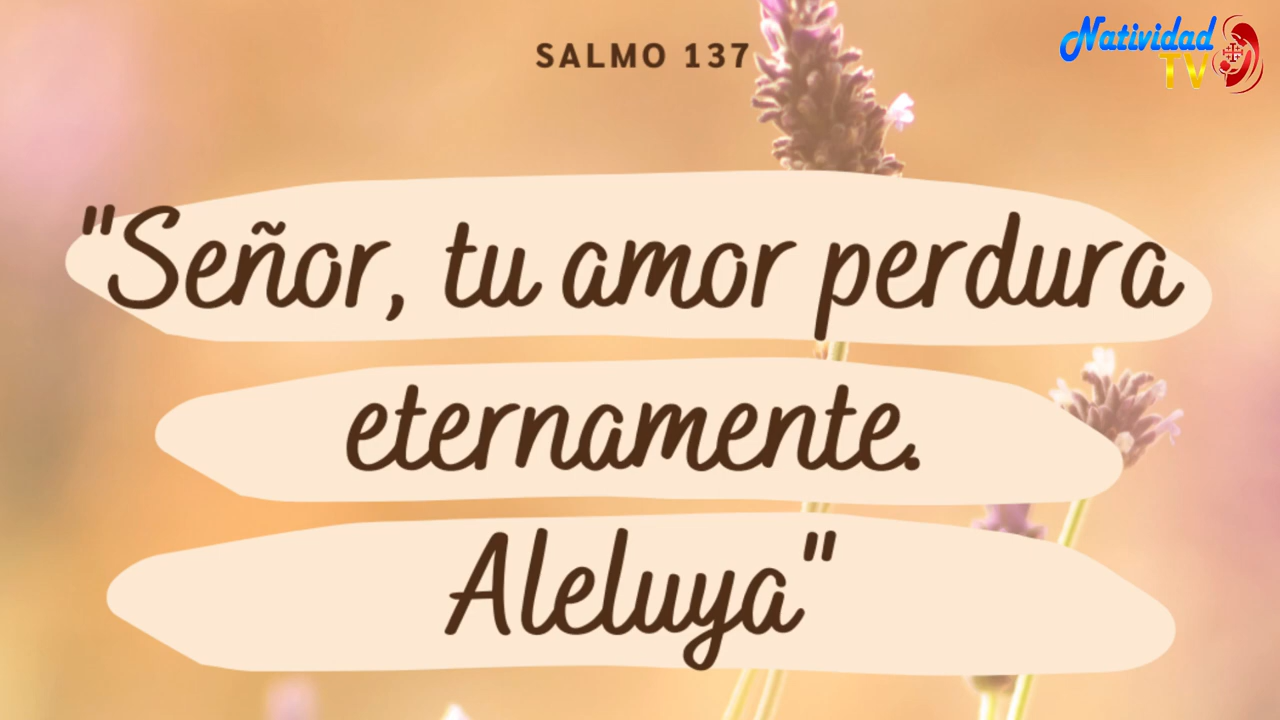 Natividad
TV
SALMO 137
"Señor, tu amor perdura
eternamente.
Aleluya"